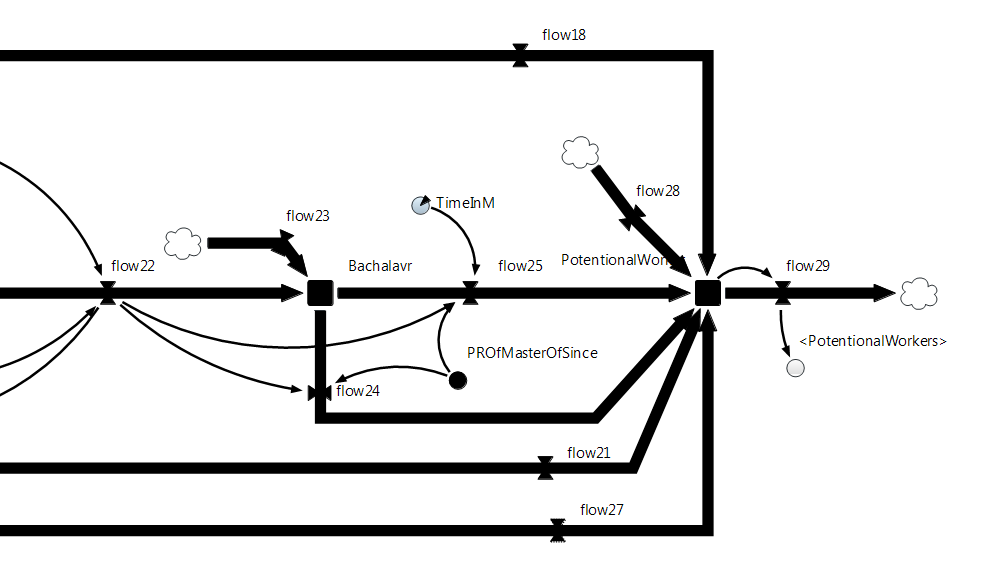 flow18
flow28
TimeInM
flow23
PotentialWor
Bachalavr
flow22
flow25
flow29
<PotentialWorkers>
PROfMasterOfSince
flow24
flow21
flow27